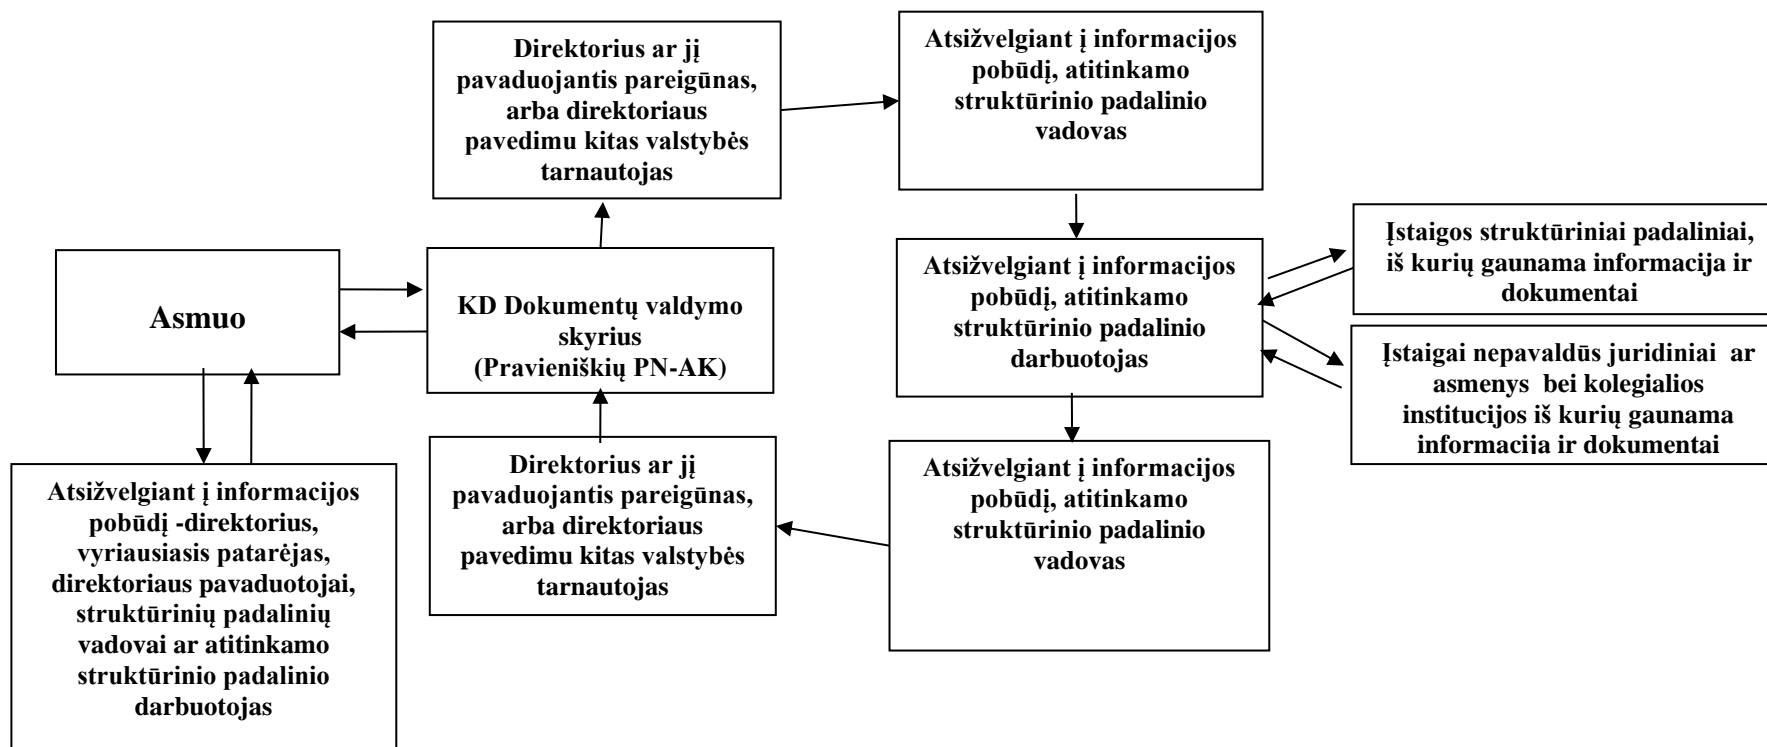 Direktorius ar jį
pavaduojantis pareigūnas,
arba direktoriaus
pavedimu kitas valstybės
tarnautojas
Atsižvelgiant į informacijos
pobūdį, atitinkamo
struktūrinio padalinio
vadovas
Asmuo
KD Dokumentų valdymo
skyrius
(Pravieniškių PN-AK)
Atsižvelgiant į informacijos
pobūdį, atitinkamo
struktūrinio padalinio
darbuotojas
Įstaigos struktūriniai padaliniai,
iš kurių gaunama informacija ir
dokumentai
Įstaigai nepavaldūs juridiniai ar
asmenys bei kolegialios
institucijos iš kurių gaunama
informacija ir dokumentai
Atsižvelgiant į informacijos
pobūdį -direktorius,
vyriausiasis patarėjas,
direktoriaus pavaduotojai,
struktūrinių padalinių
vadovai ar atitinkamo
struktūrinio padalinio
darbuotojas
Direktorius ar jį
pavaduojantis pareigūnas,
arba direktoriaus
pavedimu kitas valstybės
tarnautojas
Atsižvelgiant į informacijos
pobūdį, atitinkamo
struktūrinio padalinio
vadovas